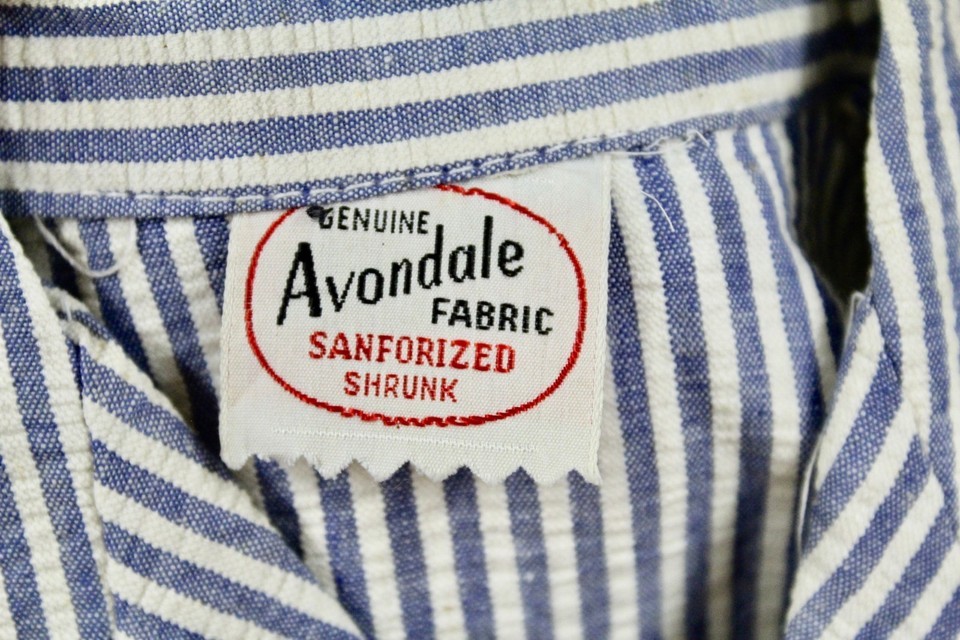 GENUINE
Avondale
FABRIC
SANFORIZED
SHRUNK